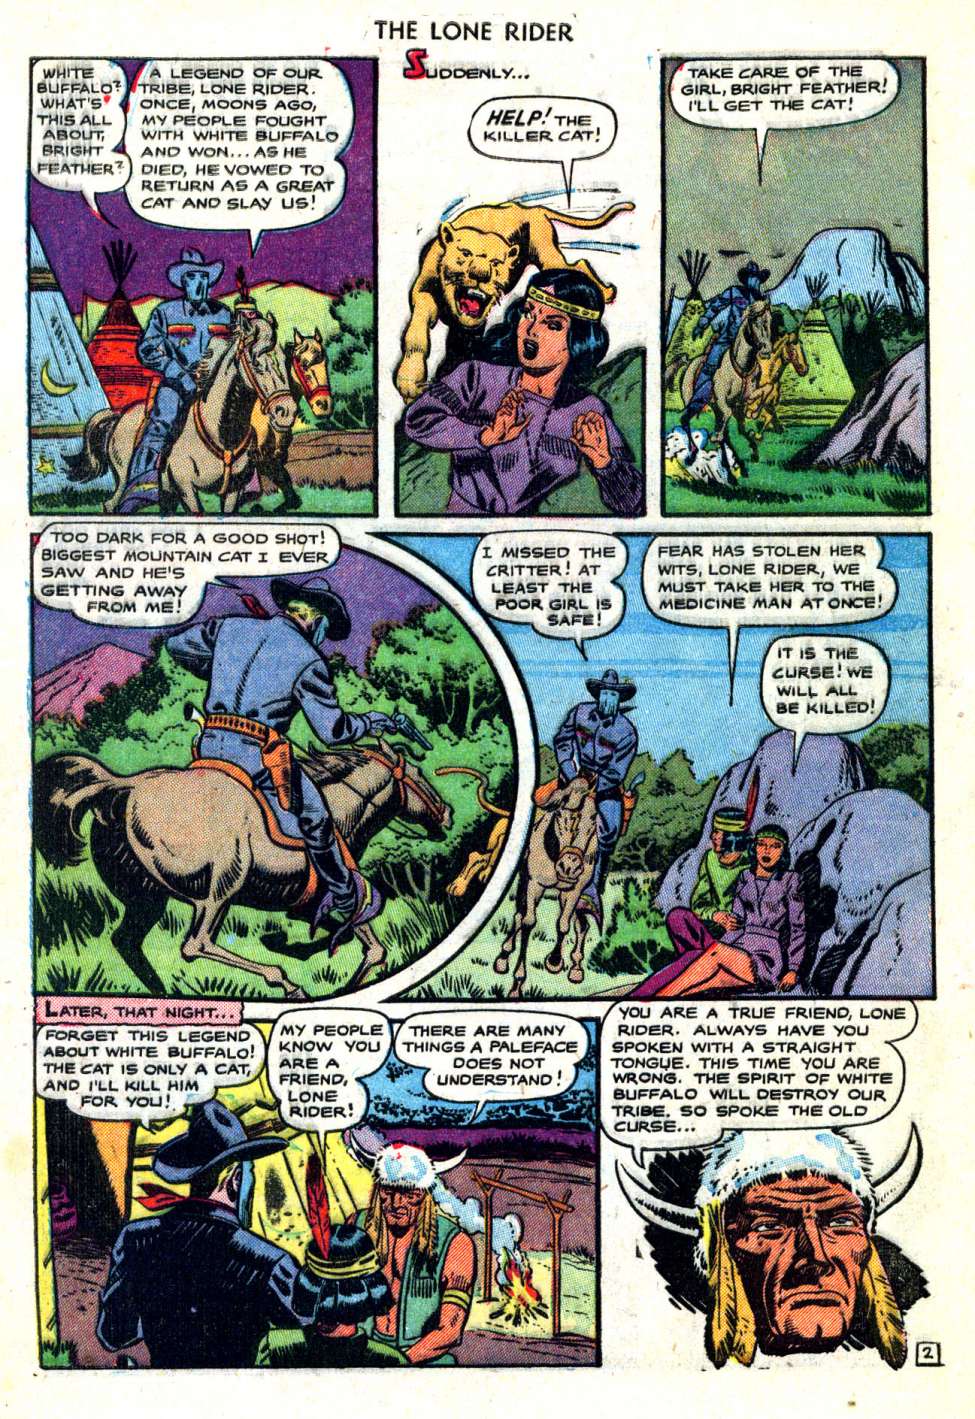 THE LONE RIDER
WHITE
BUFFALO?
WHAT'S
THIS ALL
ABOUT,
BRIGHT
FEATHER?
A LEGEND OF OUR
TRIBE, LONE RIDER.
ONCE, MOONS AGO,
MY PEOPLE FOUGHT
WITH WHITE BUFFALO
AND WON... AS HE
DIED, HE VOWED TO
RETURN AS A GREAT
CAT AND SLAY US!
SUDDENLY...
HELP! THE
KILLER CAT!
TAKE CARE OF THE
GIRL, BRIGHT FEATHER!
I'LL GET THE CAT!
TOO DARK FOR A GOOD SHOT!
BIGGEST MOUNTAIN CAT I EVER
SAW AND HE'S
GETTING AWAY
FROM ME!
I MISSED THE
CRITTER! AT
LEAST THE
POOR GIRL IS
SAFE!
FEAR HAS STOLEN HER
WITS, LONE RIDER, WE
MUST TAKE HER TO THE
MEDICINE MAN AT ONCE!
IT IS THE
CURSE! WE
WILL ALL
BE KILLED!
LATER, THAT NIGHT...
FORGET THIS LEGEND
ABOUT WHITE BUFFALO!
THE CAT IS ONLY A CAT,
AND I'LL KILL HIM
FOR YOU!
MY PEOPLE
KNOW YOU
ARE A
FRIEND,
LONE
RIDER!
THERE ARE MANY
THINGS A PALEFACE
DOES NOT
UNDERSTAND!
YOU ARE A TRUE FRIEND, LONE
RIDER. ALWAYS HAVE YOU
SPOKEN WITH A STRAIGHT
TONGUE. THIS TIME YOU ARE
WRONG. THE SPIRIT OF WHITE
BUFFALO WILL DESTROY OUR
TRIBE. SO SPOKE THE OLD
CURSE...
2